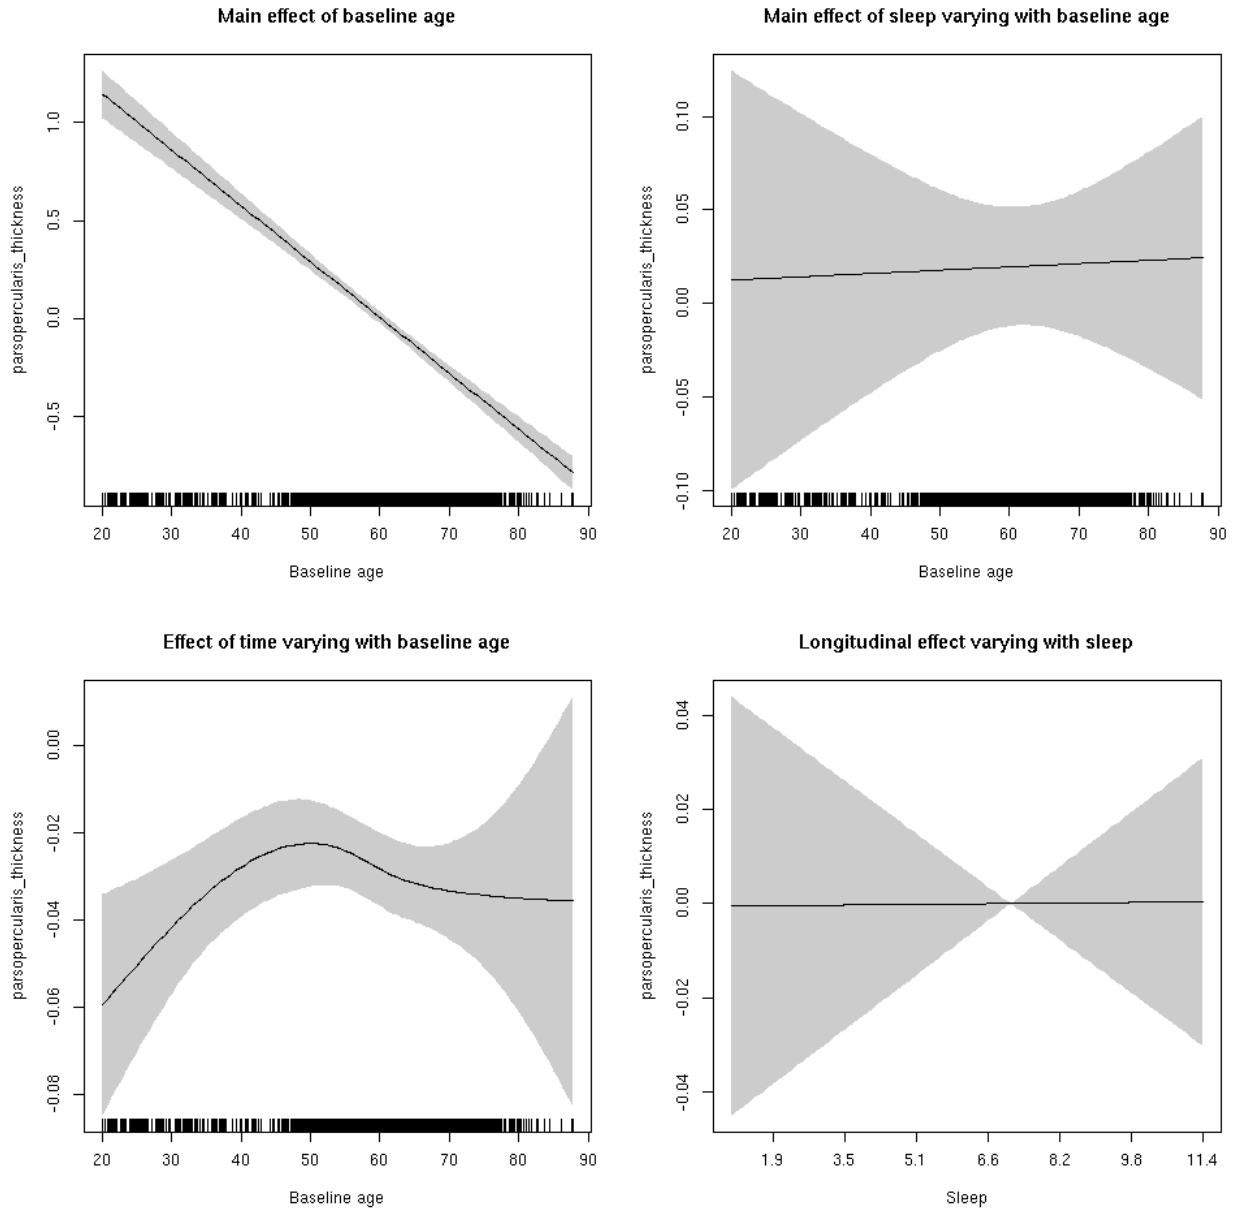 Main effect of baseline age
parsopercularis_thickness
1.0
0.5
0.0
-0.5
20 30 40 50 60 70 80 90
Baseline age
Main effect of sleep varying with baseline age
parsopercularis_thickness
0.10
0.05
0.00
-0.05
-0.10
20 30 40 50 60 70 80 90
Baseline age
Effect of time varying with baseline age
parsopercularis_thickness
0.00
-0.02
-0.04
-0.06
-0.08
20 30 40 50 60 70 80 90
Baseline age
Longitudinal effect varying with sleep
parsopercularis_thickness
0.04
0.02
0.00
-0.02
-0.04
1.9 3.5 5.1 6.6 8.2 9.8 11.4
Sleep